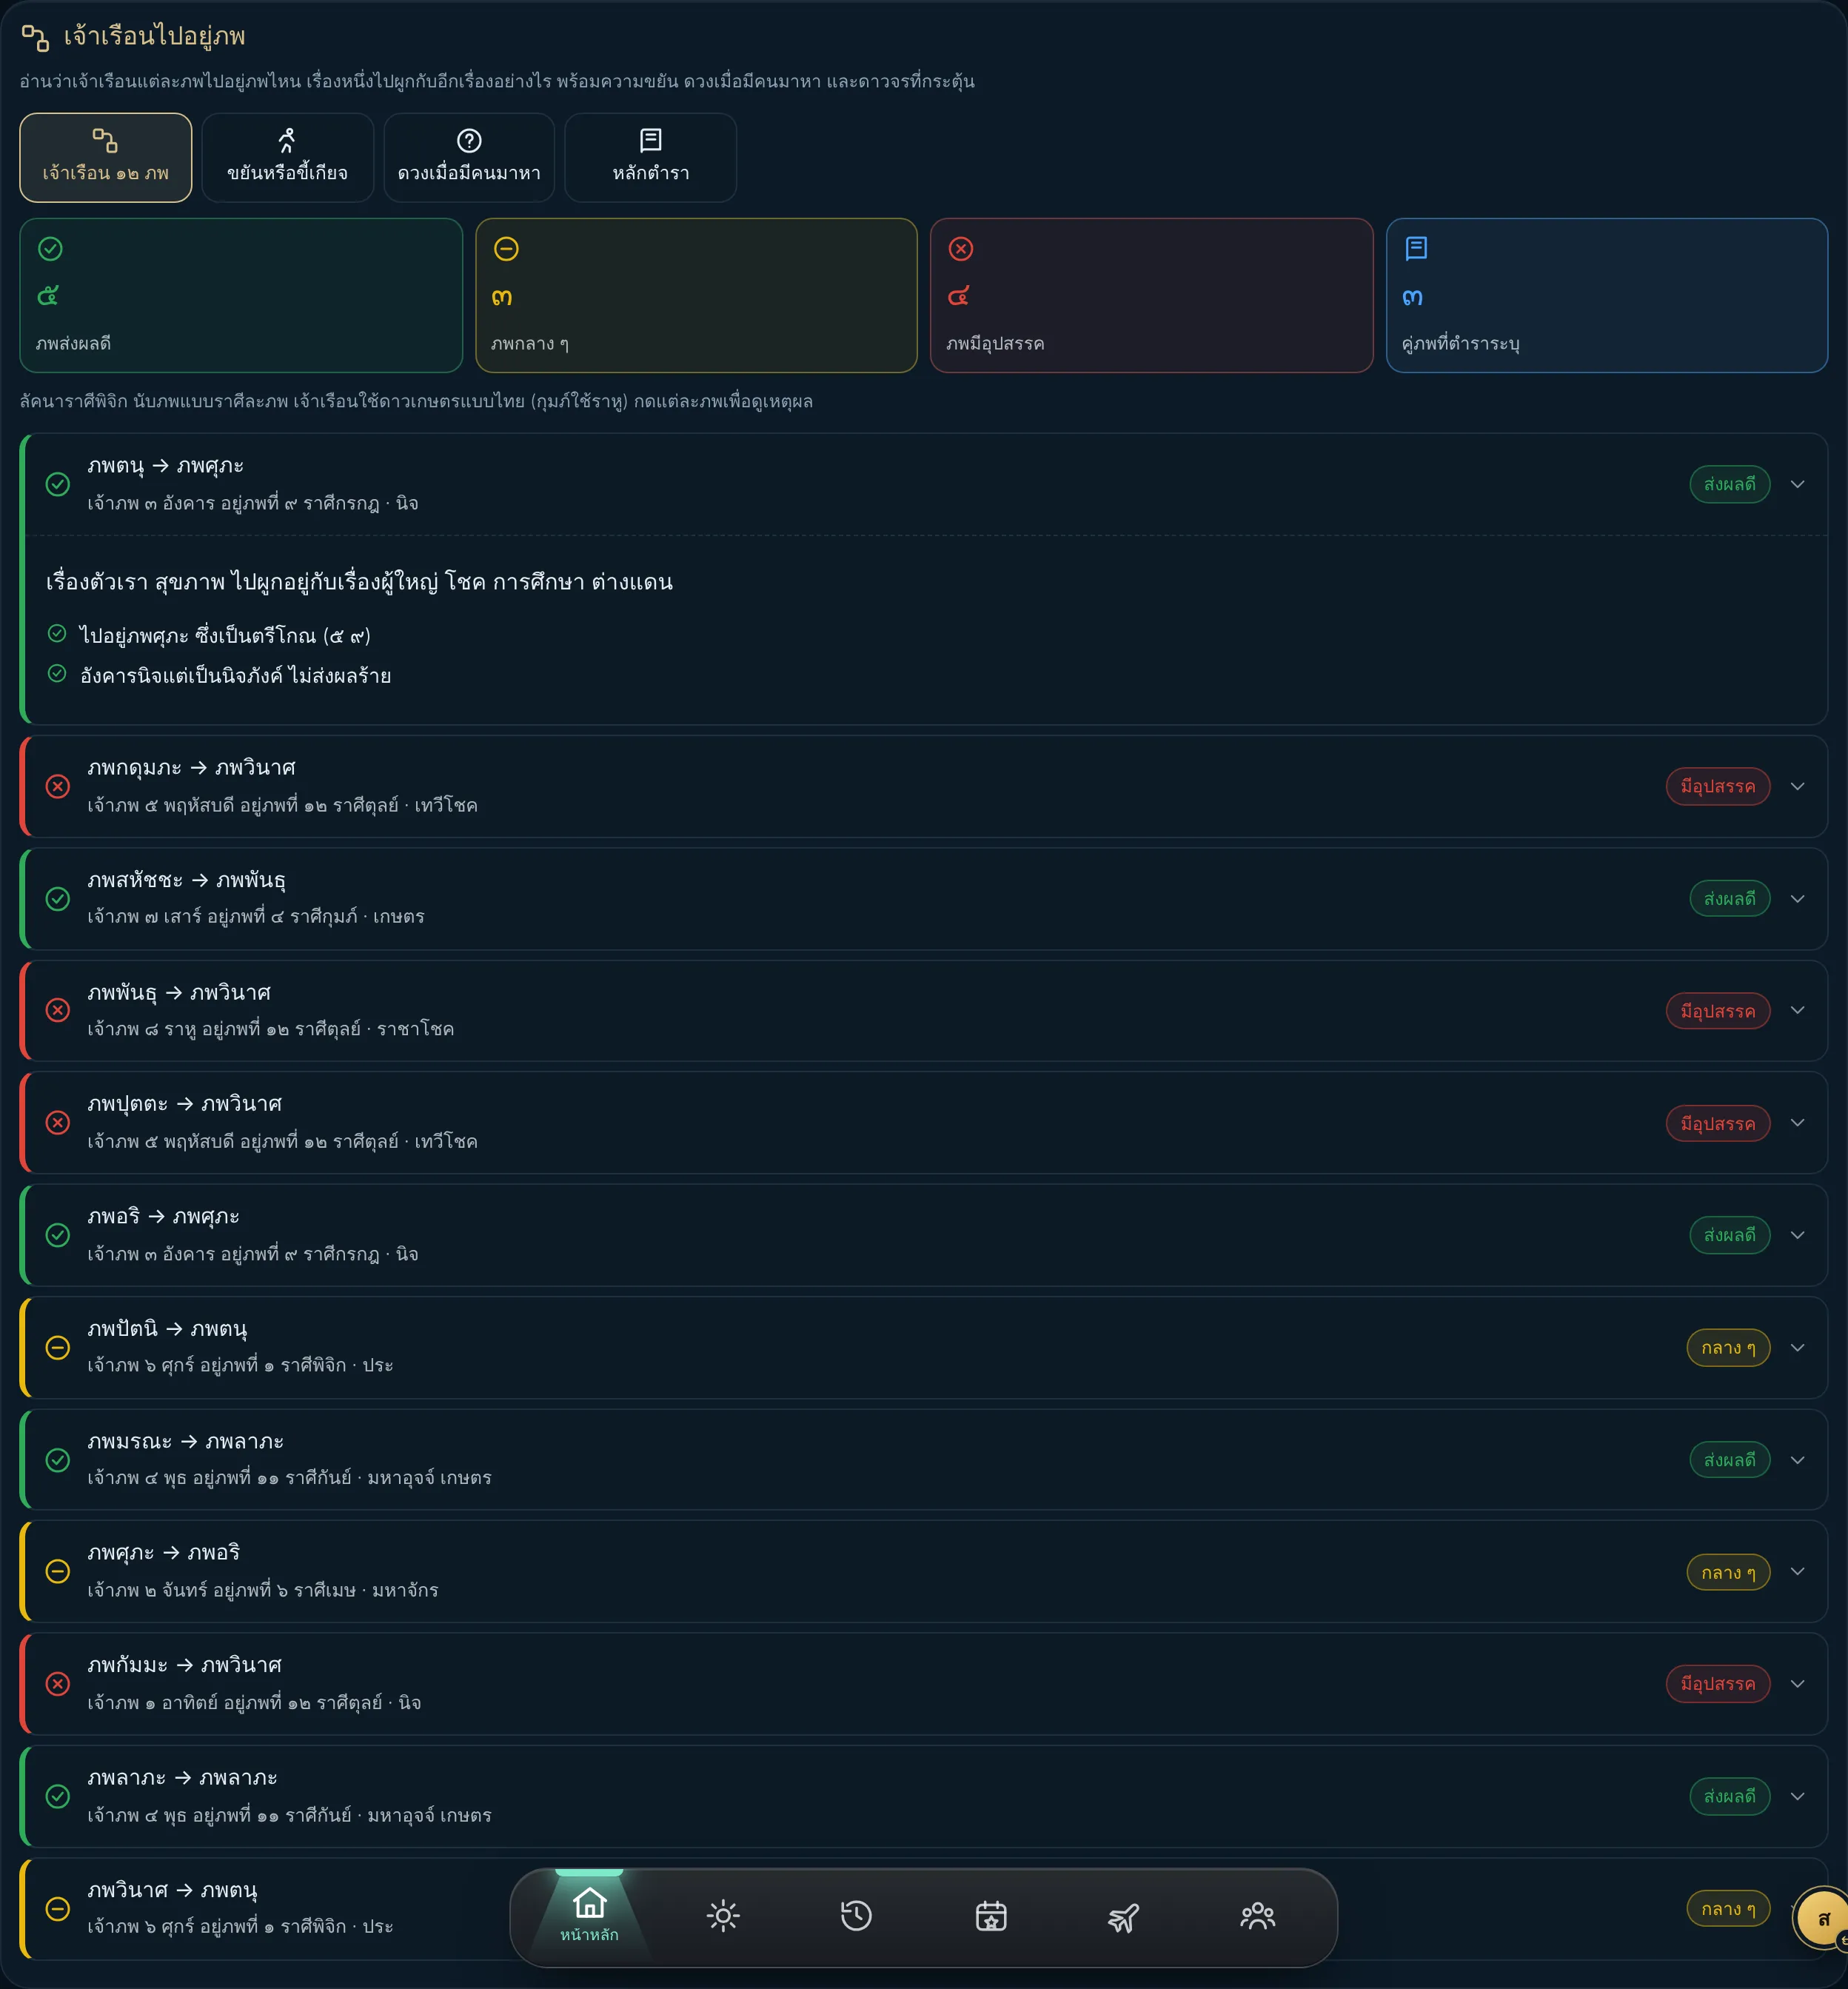 เจ้าเรือนไปอยู่ภพ
อ่านว่าเจ้าเรือนแต่ละภพไปอยู่ภพไหน เรื่องหนึ่งไปผูกกับอีกเรื่องอย่างไร พร้อมความขยัน ดวงเมื่อมีคนมาหา และดาวจรที่กระตุ้น
เจ้าเรือน ๑๒ ภพ
ขยันหรือขี้เกียจ
ดวงเมื่อมีคนมาหา
หลักตำรา
๕
ภพส่งผลดี
๓
ภพกลาง ๆ
๔
ภพมีอุปสรรค
๓
คู่ภพที่ตำราระบุ
ลัคนาราศีพิจิก นับภพแบบราศีละภพ เจ้าเรือนใช้ดาวเกษตรแบบไทย (กุมภ์ใช้ราหู) กดแต่ละภพเพื่อดูเหตุผล
ภพตนุ → ภพศุภะ
เจ้าภพ ๓ อังคาร อยู่ภพที่ ๙ ราศีกรกฎ · นิจ
ส่งผลดี
เรื่องตัวเรา สุขภาพ ไปผูกอยู่กับเรื่องผู้ใหญ่ โชค การศึกษา ต่างแดน
ไปอยู่ภพศุภะ ซึ่งเป็นตรีโกณ (๕ ๙)
อังคารนิจแต่เป็นนิจภังค์ ไม่ส่งผลร้าย
ภพกดุมภะ → ภพวินาศ
เจ้าภพ ๕ พฤหัสบดี อยู่ภพที่ ๑๒ ราศีตุลย์ · เทวีโชค
มีอุปสรรค
ภพสหัชชะ → ภพพันธุ
เจ้าภพ ๗ เสาร์ อยู่ภพที่ ๔ ราศีกุมภ์ · เกษตร
ส่งผลดี
ภพพันธุ → ภพวินาศ
เจ้าภพ ๘ ราหู อยู่ภพที่ ๑๒ ราศีตุลย์ · ราชาโชค
มีอุปสรรค
ภพปุตตะ → ภพวินาศ
เจ้าภพ ๕ พฤหัสบดี อยู่ภพที่ ๑๒ ราศีตุลย์ · เทวีโชค
มีอุปสรรค
ภพอริ → ภพศุภะ
เจ้าภพ ๓ อังคาร อยู่ภพที่ ๙ ราศีกรกฎ · นิจ
ส่งผลดี
ภพปัตนิ → ภพตนุ
เจ้าภพ ๖ ศุกร์ อยู่ภพที่ ๑ ราศีพิจิก · ประ
กลาง ๆ
ภพมรณะ → ภพลาภะ
เจ้าภพ ๔ พุธ อยู่ภพที่ ๑๑ ราศีกันย์ · มหาอุจจ์ เกษตร
ส่งผลดี
ภพศุภะ → ภพอริ
เจ้าภพ ๒ จันทร์ อยู่ภพที่ ๖ ราศีเมษ · มหาจักร
กลาง ๆ
ภพกัมมะ → ภพวินาศ
เจ้าภพ ๑ อาทิตย์ อยู่ภพที่ ๑๒ ราศีตุลย์ · นิจ
มีอุปสรรค
ภพลาภะ → ภพลาภะ
เจ้าภพ ๔ พุธ อยู่ภพที่ ๑๑ ราศีกันย์ · มหาอุจจ์ เกษตร
ส่งผลดี
ภพวินาศ → ภพตนุ
เจ้าภพ ๖ ศุกร์ อยู่ภพที่ ๑ ราศีพิจิก · ประ
กลาง ๆ
หน้าหลัก
ส